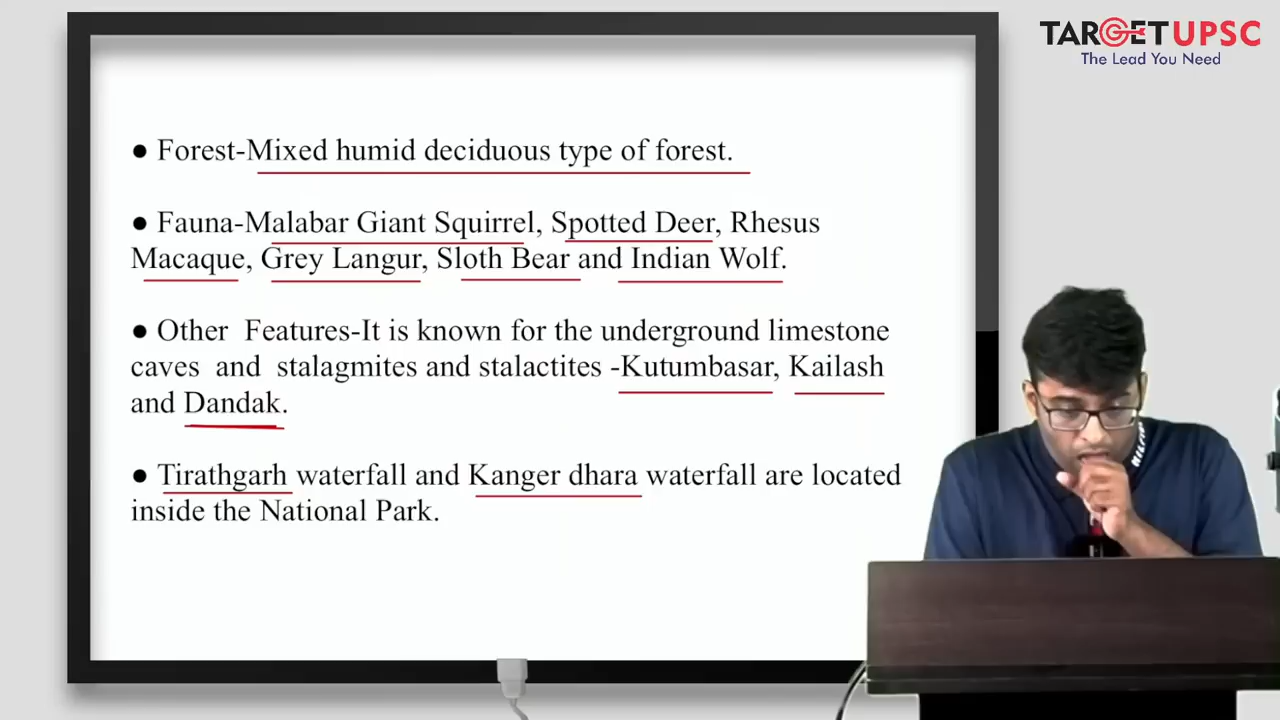 TARGET UPSC
The Lead You Need
● Forest-Mixed humid deciduous type of forest.
● Fauna-Malabar Giant Squirrel, Spotted Deer, Rhesus
Macaque, Grey Langur, Sloth Bear and Indian Wolf.
● Other Features-It is known for the underground limestone
caves and stalagmites and stalactites -Kutumbasar, Kailash
and Dandak.
● Tirathgarh waterfall and Kanger dhara waterfall are located
inside the National Park.